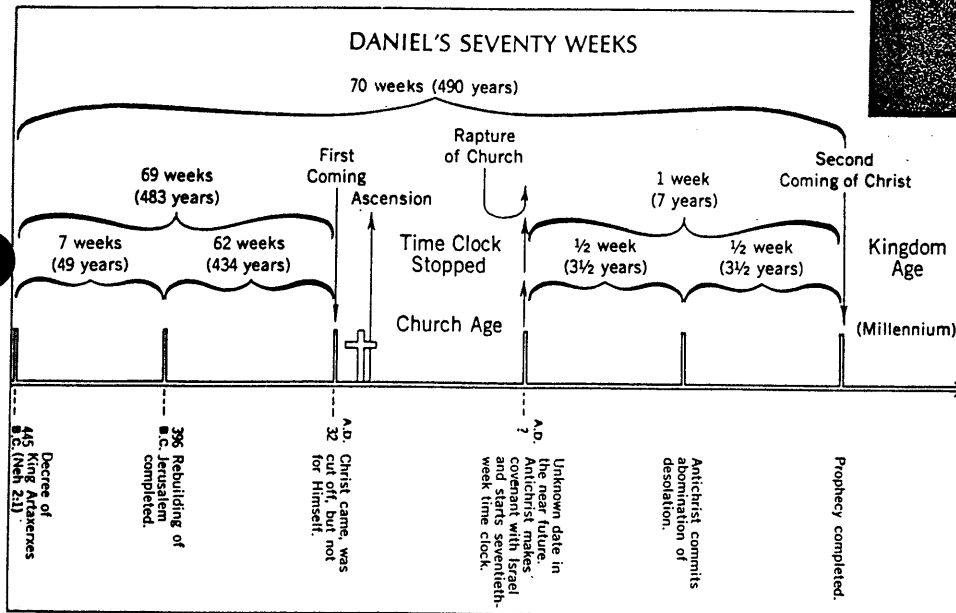 DANIEL'S SEVENTY WEEKS
70 weeks (490 years)
Rapture
of Church
First
Coming
Second
Coming of Christ
69 weeks
(483 years)
Ascension
1 week
(7 years)
7 weeks
(49 years)
62 weeks
(434 years)
Time Clock
Stopped
½ week
(3½ years)
½ week
(3½ years)
Kingdom
Age
Church Age
(Millennium)
Decree of
King Artaxerxes
445
B.C. (Neh 2:1)
396 Rebuilding of
B.C. Jerusalem
completed.
A.D. Christ came, was
32 cut off, but not
for Himself.
Unknown date in
A.D. the near future.
? Antichrist makes
covenant with Israel
and starts seventieth-
week time clock.
Antichrist commits
abomination of
desolation.
Prophecy completed.